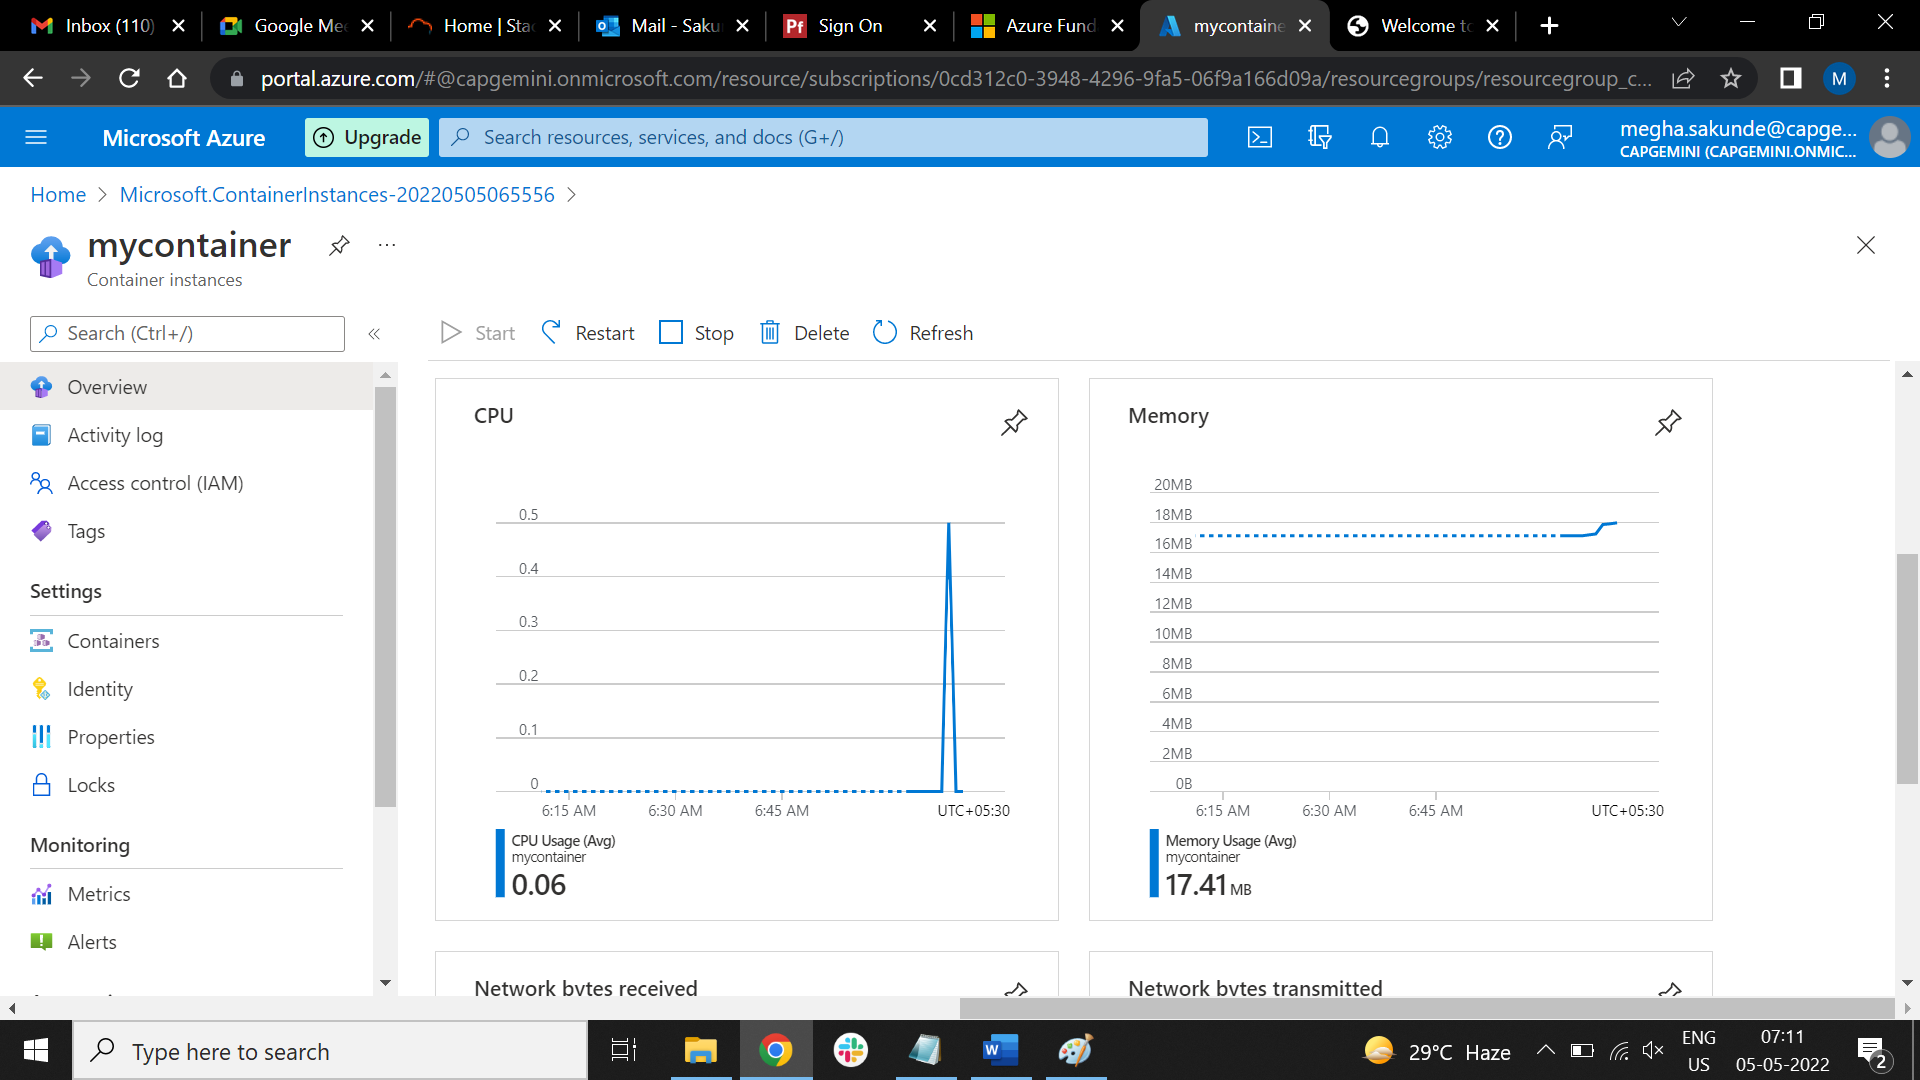 Inbox (110)
Google Me
Home | Sta
Mail - Saku
Pf Sign On
Azure Fund
mycontaine
Welcome to
portal.azure.com/#@capgemini.onmicrosoft.com/resource/subscriptions/0cd312c0-3948-4296-9fa5-06f9a166d09a/resourcegroups/resourcegroup_c...
M
Microsoft Azure
Upgrade
Search resources, services, and docs (G+/)
megha.sakunde@capge...
CAPGEMINI (CAPGEMINI.ONMIC...
Home > Microsoft.ContainerInstances-20220505065556 >
mycontainer
...
Container instances
Search (Ctrl+/)
«
Start
Restart
Stop
Delete
Refresh
Overview
Activity log
Access control (IAM)
Tags
Settings
Containers
Identity
Properties
Locks
Monitoring
Metrics
Alerts
CPU
0.5
0.4
0.3
0.2
0.1
0
6:15 AM 6:30 AM 6:45 AM UTC+05:30
CPU Usage (Avg)
mycontainer
0.06
Memory
20MB
18MB
16MB
14MB
12MB
10MB
8MB
6MB
4MB
2MB
0B
6:15 AM 6:30 AM 6:45 AM UTC+05:30
Memory Usage (Avg)
mycontainer
17.41 MB
Network bytes received
Network bytes transmitted
Type here to search
W
29°C Haze
ENG
US
07:11
05-05-2022
2